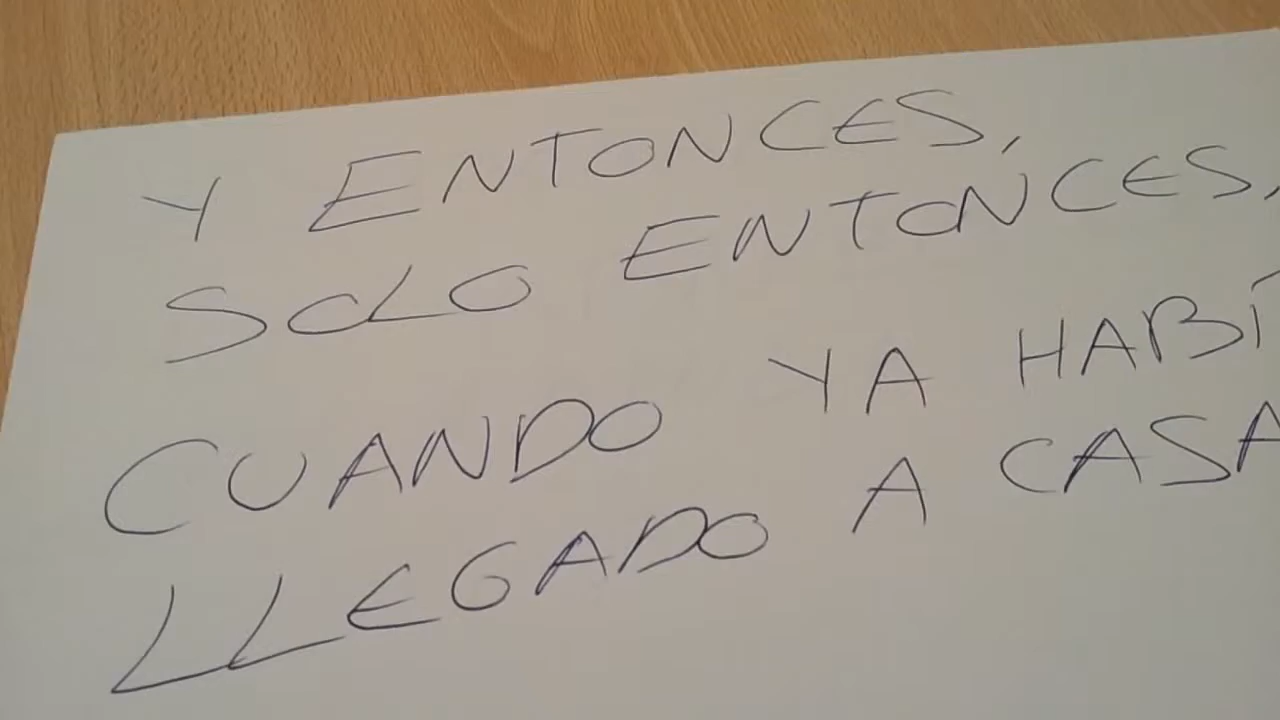 Y ENTONCES,
SOLO ENTONCES,
CUANDO YA HABÍ
LLEGADO A CASA